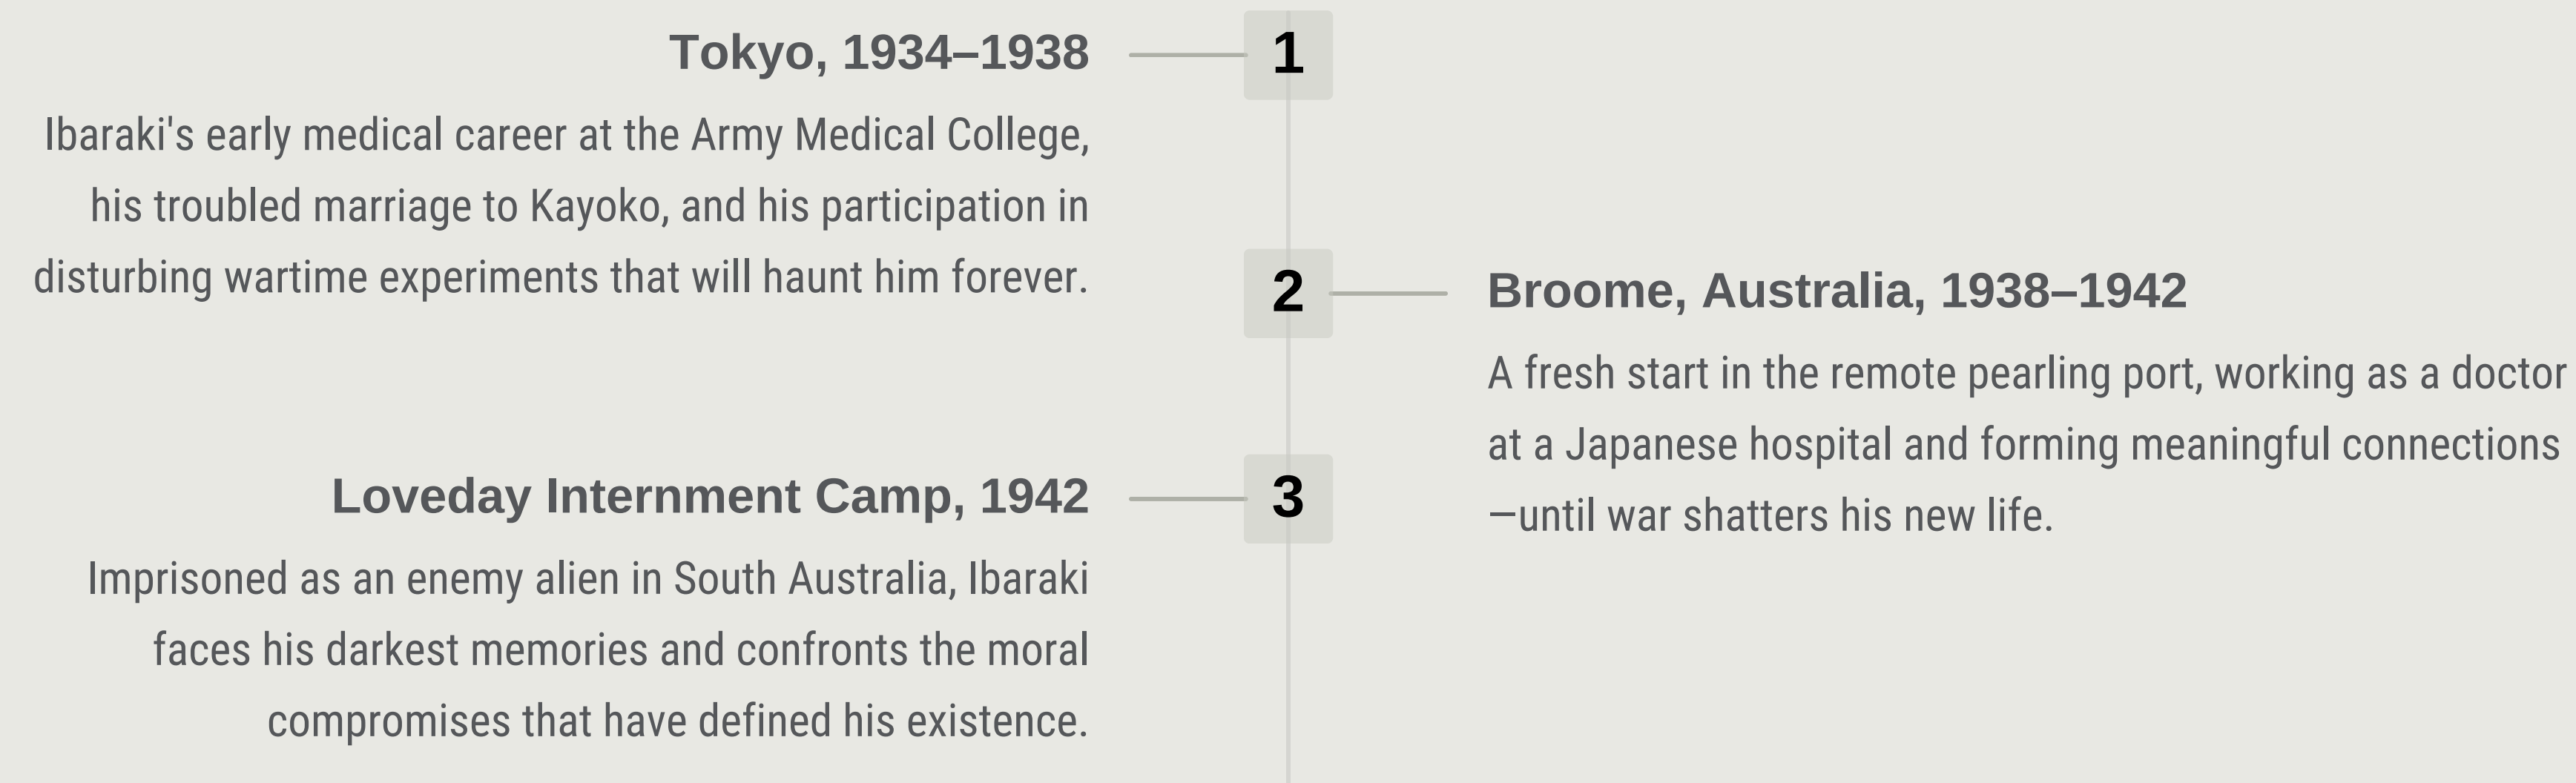 Tokyo, 1934–1938
1
Ibaraki's early medical career at the Army Medical College,
his troubled marriage to Kayoko, and his participation in
disturbing wartime experiments that will haunt him forever.
2
Broome, Australia, 1938–1942
A fresh start in the remote pearling port, working as a doctor
at a Japanese hospital and forming meaningful connections
—until war shatters his new life.
Loveday Internment Camp, 1942
3
Imprisoned as an enemy alien in South Australia, Ibaraki
faces his darkest memories and confronts the moral
compromises that have defined his existence.